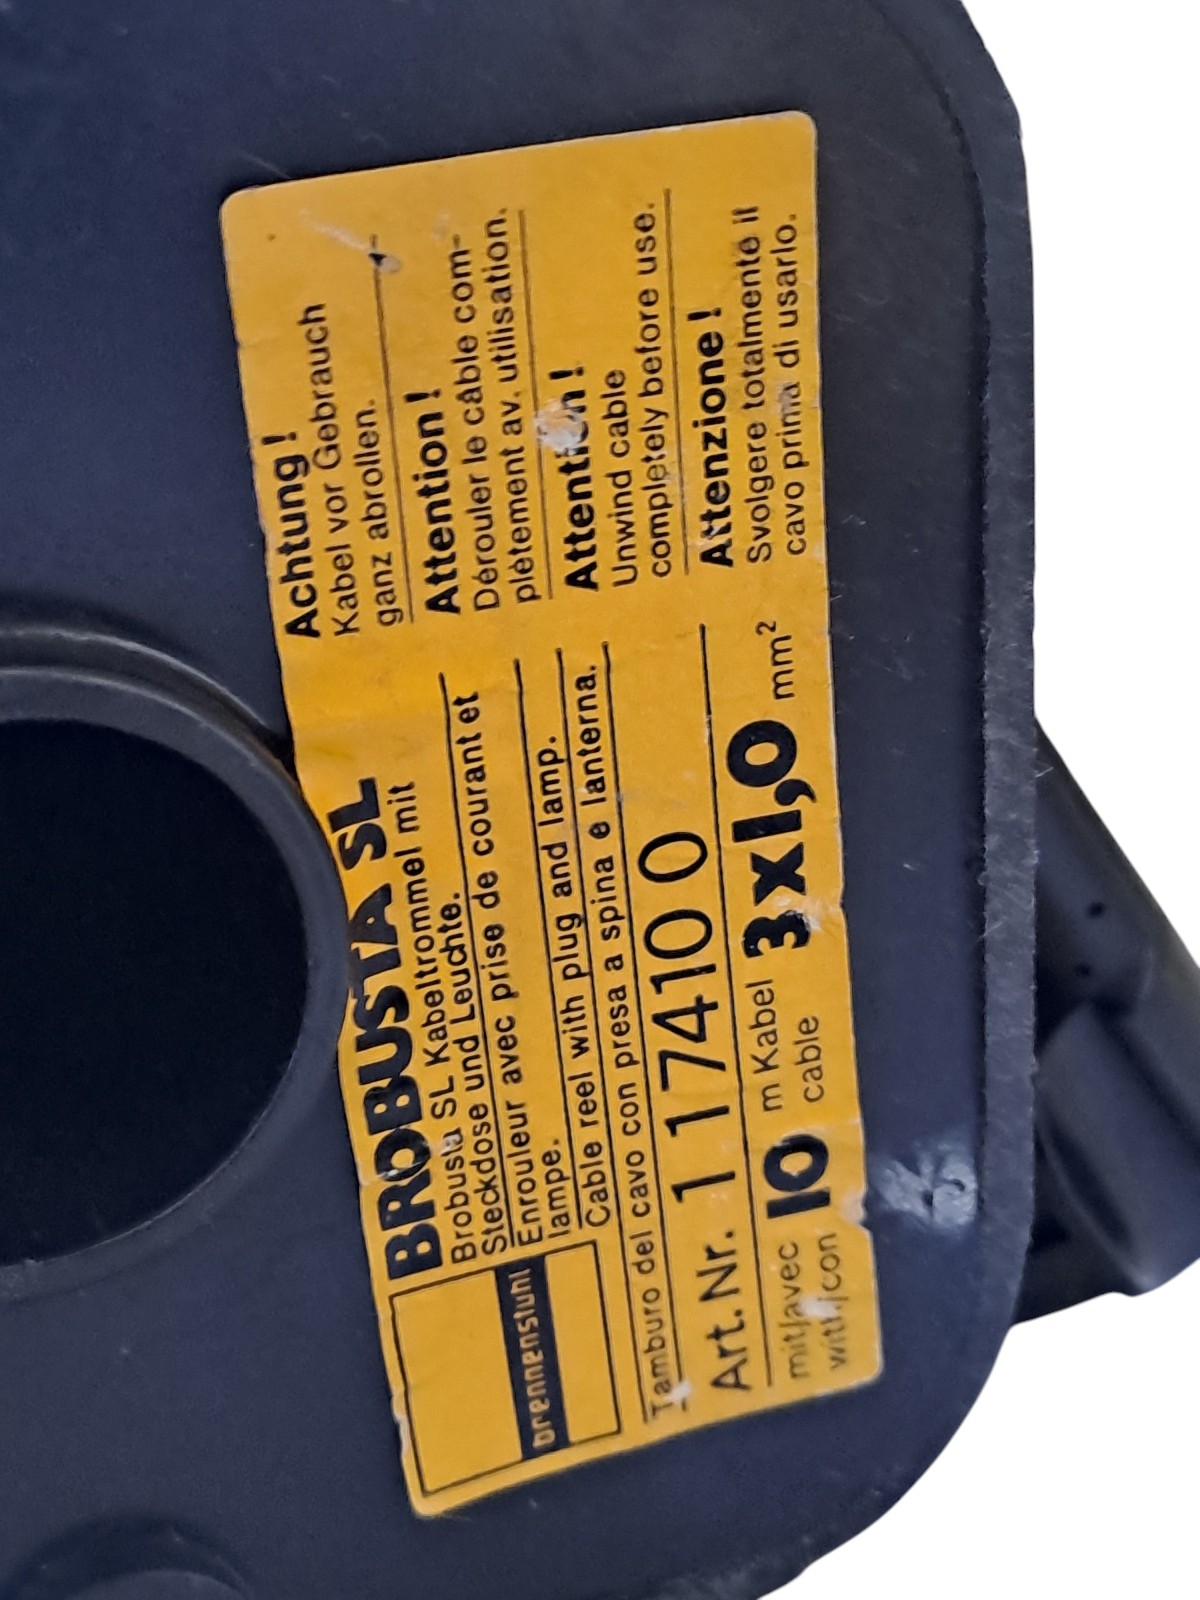 brennenstuhl
BROBUSTA SL
Brobusta SL Kabeltrommel mit
Steckdose und Leuchte.
Enrouleur avec prise de courant et
lampe.
Cable reel with plug and lamp.
Tamburo del cavo con presa a spina e lanterna.
Art. Nr. 1 17410 0
mit/avec
with/con
10
m Kabel
cable
3x1,0 mm²
Achtung!
Kabel vor Gebrauch
ganz abrollen.
Attention!
Dérouler le câble com-
plètement av. utilisation.
Attention!
Unwind cable
completely before use.
Attenzione!
Svolgere totalmente il
cavo prima di usarlo.